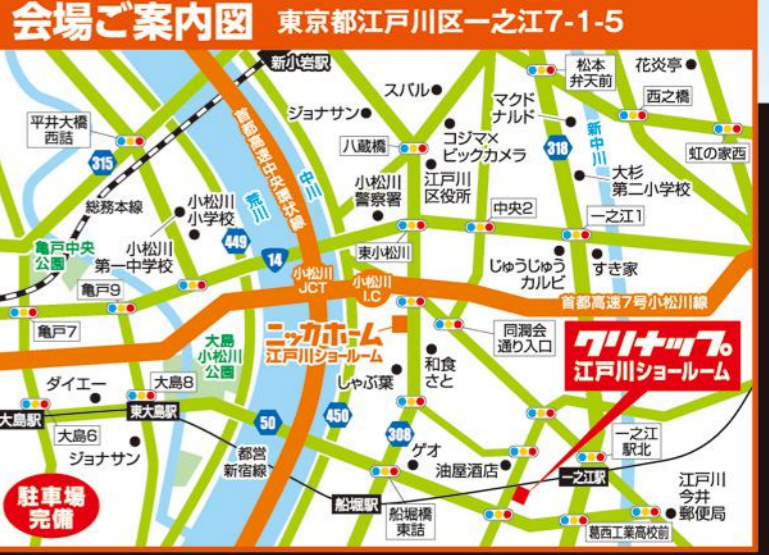 会場ご案内図 東京都江戸川区一之江7-1-5
新小岩駅
松本
弁天前
花炎亭
スバル
マクド
ナルド
西之橋
ジョナサン
平井大橋
西詰
首都高速中央環状線
八蔵橋
コジマ×
ビックカメラ
新中川
虹の家西
315
318
中川
荒川
小松川
警察署
江戸川
区役所
大杉
第二小学校
総武本線
小松川
小学校
中央2
一之江1
449
亀戸中央
公園
小松川
第一中学校
14
東小松川
じゅうじゅう
カルビ
すき家
小松川
JCT
小松川
I.C
亀戸9
首都高速7号小松川線
亀戸7
ニッカホーム
江戸川ショールーム
同潤会
通り入口
クリナップ
江戸川ショールーム
大島
小松川
公園
和食
さと
しゃぶ葉
ダイエー
大島8
大島駅
東大島駅
50
450
308
大島6
ジョナサン
都営
新宿線
ゲオ
油屋酒店
一之江
駅北
一之江駅
駐車場
完備
船堀駅
船堀橋
東詰
江戸川
今井
郵便局
葛西工業高校前